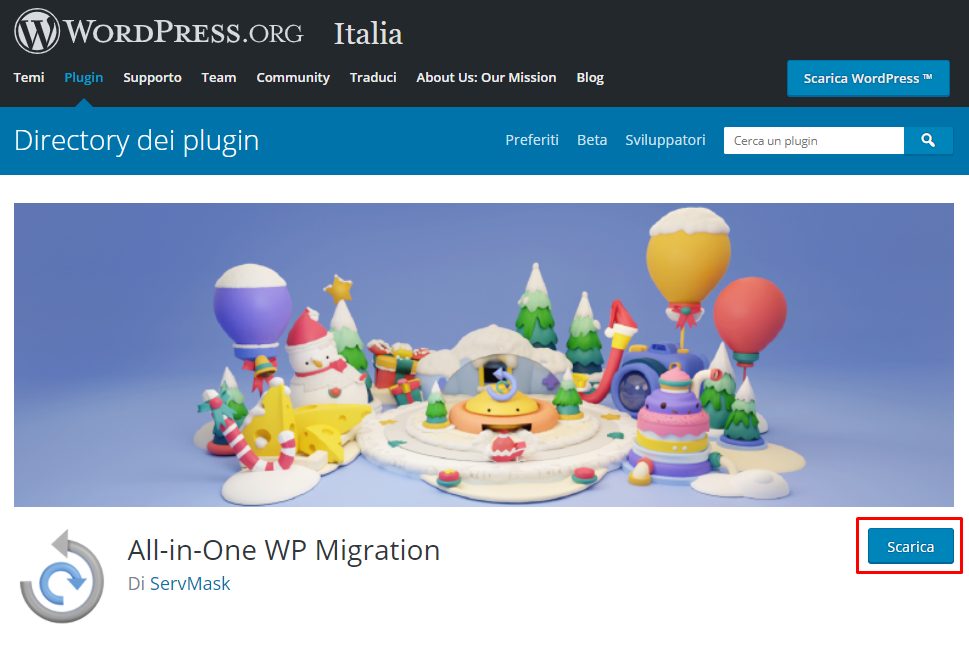 WORDPRESS.ORG Italia
Temi Plugin Supporto Team Community Traduci About Us: Our Mission Blog Scarica WordPress ™
Directory dei plugin Preferiti Beta Sviluppatori Cerca un plugin
All-in-One WP Migration Scarica
Di ServMask